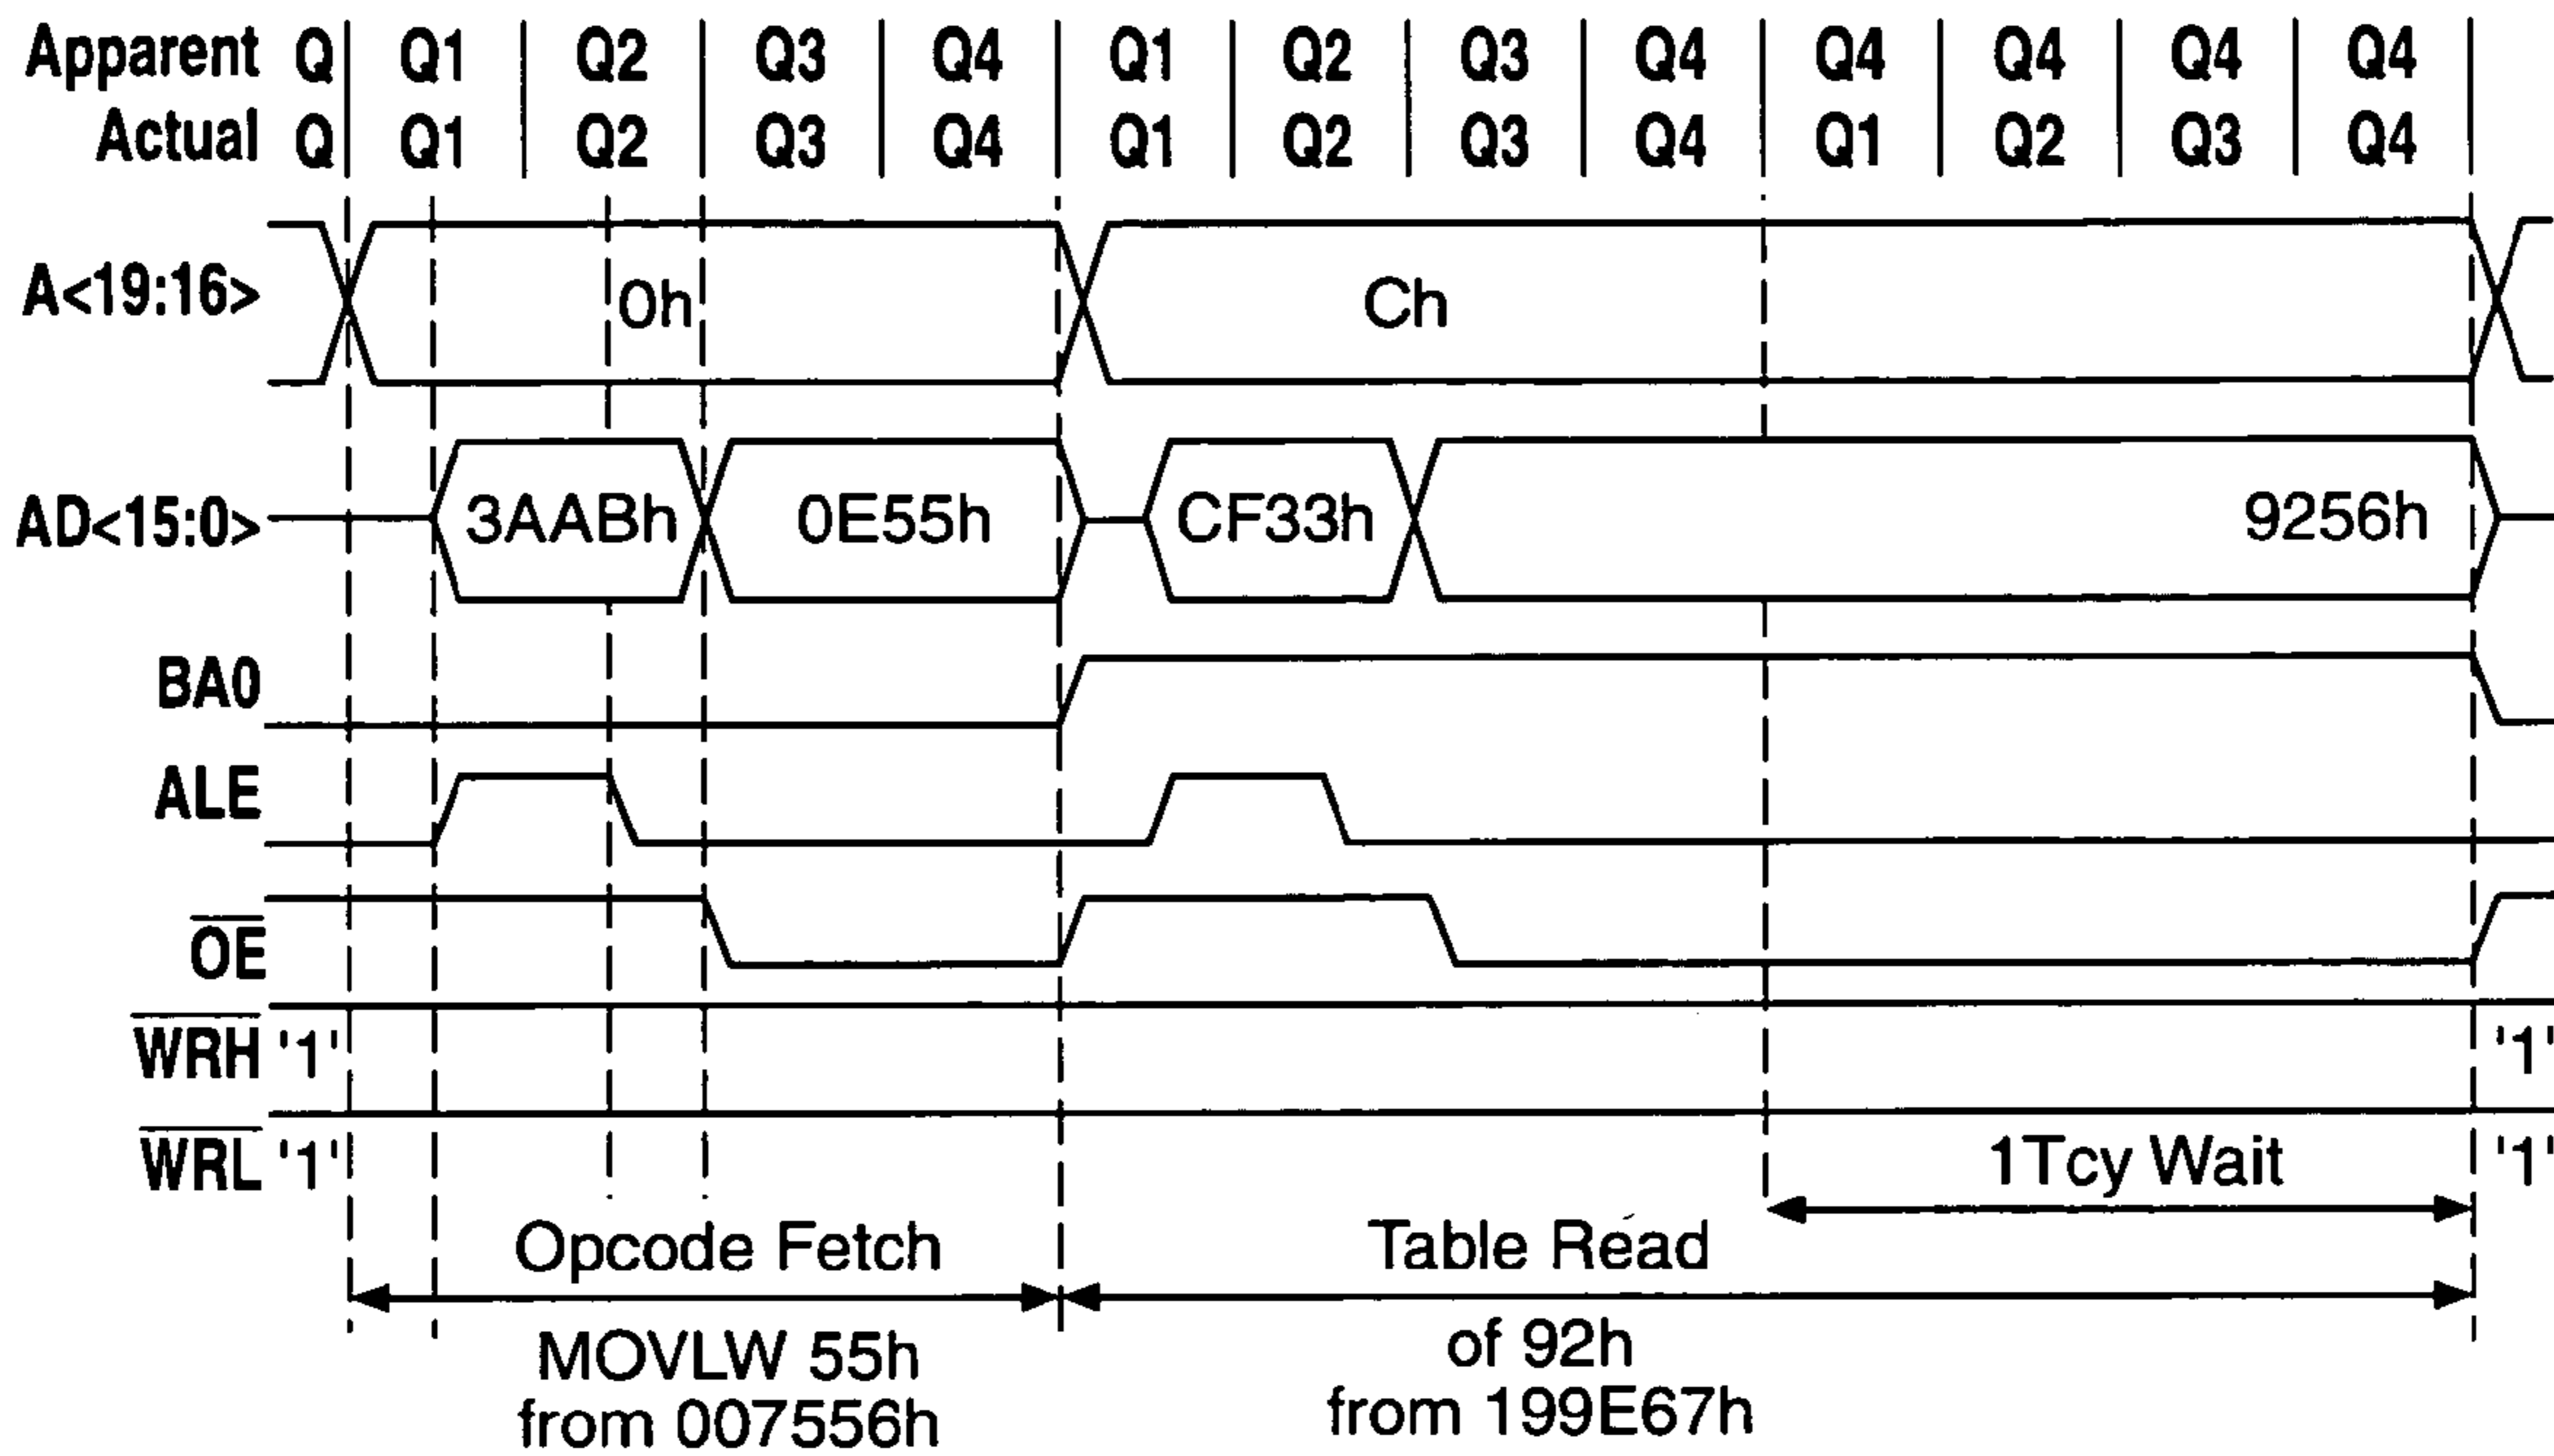 Apparent Q Q1 Q2 Q3 Q4 Q1 Q2 Q3 Q4 Q4 Q4 Q4 Q4
Actual Q Q1 Q2 Q3 Q4 Q1 Q2 Q3 Q4 Q1 Q2 Q3 Q4
A<19:16> 0h Ch
AD<15:0> 3AABh 0E55h CF33h 9256h
BA0
ALE
OE
WRH '1' '1'
WRL '1' '1'
1Tcy Wait
Opcode Fetch Table Read
MOVLW 55h of 92h
from 007556h from 199E67h